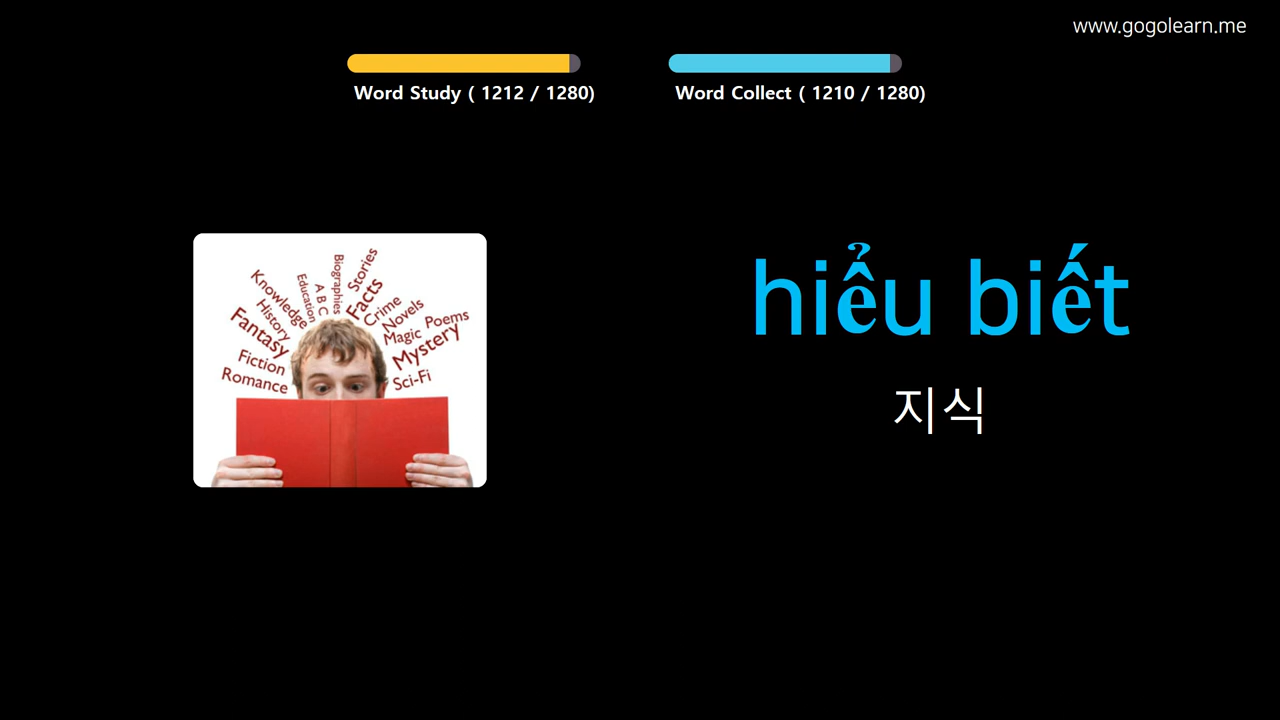 www.gogolearn.me
Word Study ( 1212 / 1280)
Word Collect ( 1210 / 1280)
hiểu biết
지식
Knowledge
History
Fantasy
Fiction
Romance
Education
A B C
Biographies
Stories
Facts
Crime
Novels
Magic
Poems
Mystery
Sci-Fi